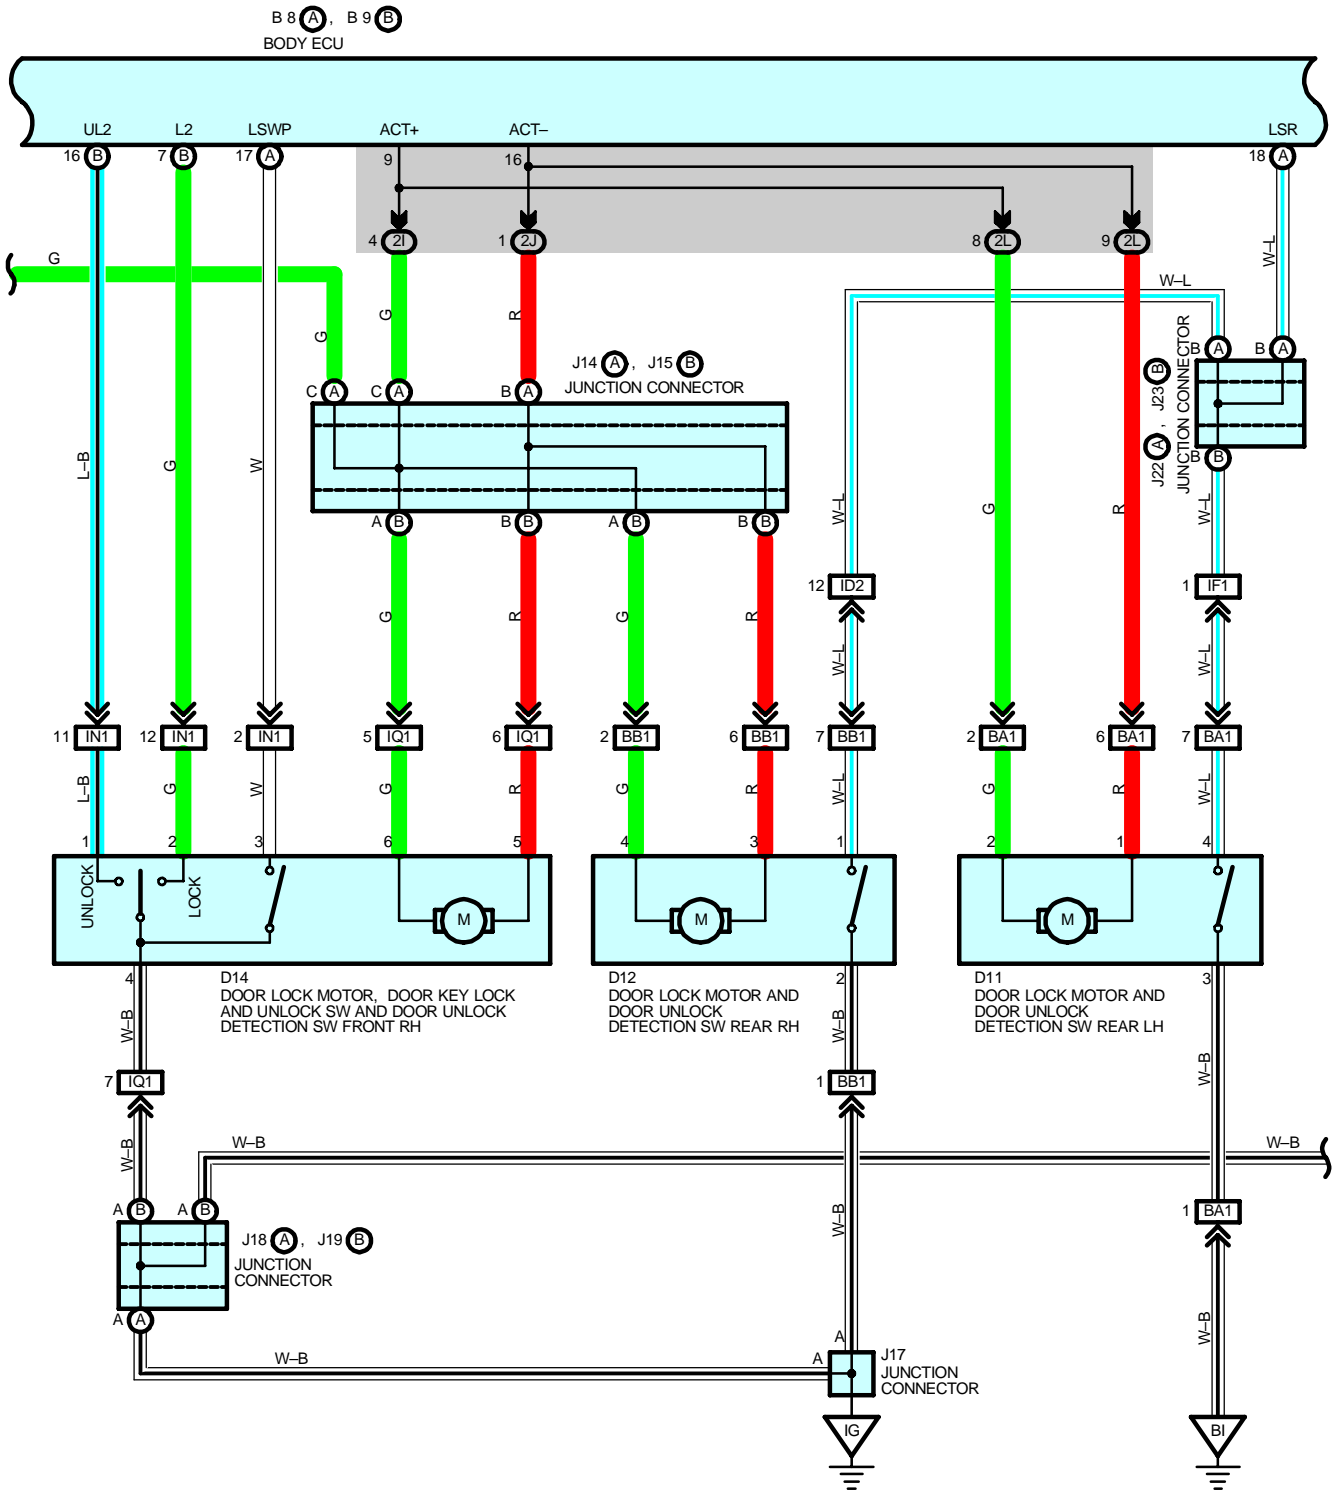 B 8 A , B 9 B
BODY ECU
UL2 L2 LSWP ACT+ ACT– LSR
16 B 7 B 17 A 9 16 18 A
4 2I 1 2J 8 2L 9 2L
G
W–L
W–L
G G R
J14 A , J15 B
JUNCTION CONNECTOR
C A C A B A
B A B A
J22 A , J23 B
JUNCTION CONNECTOR
B B
L–B G W W–L G R W–L
A B B B A B B B
12 ID2 1 IF1
G R G R W–L
11 IN1 12 IN1 2 IN1 5 IQ1 6 IQ1 2 BB1 6 BB1 7 BB1 2 BA1 6 BA1 7 BA1
L–B G W G R G R W–L G R W–L
1 2 3 6 5 4 3 1 2 1 4
UNLOCK LOCK M M M
4 2 3
D14
DOOR LOCK MOTOR, DOOR KEY LOCK
AND UNLOCK SW AND DOOR UNLOCK
DETECTION SW FRONT RH
D12
DOOR LOCK MOTOR AND
DOOR UNLOCK
DETECTION SW REAR RH
D11
DOOR LOCK MOTOR AND
DOOR UNLOCK
DETECTION SW REAR LH
W–B W–B W–B
7 IQ1 1 BB1
W–B
W–B W–B
A B A B
1 BA1
W–B
J18 A , J19 B
JUNCTION
CONNECTOR
A A
W–B
W–B
A
A
J17
JUNCTION
CONNECTOR
IG BI